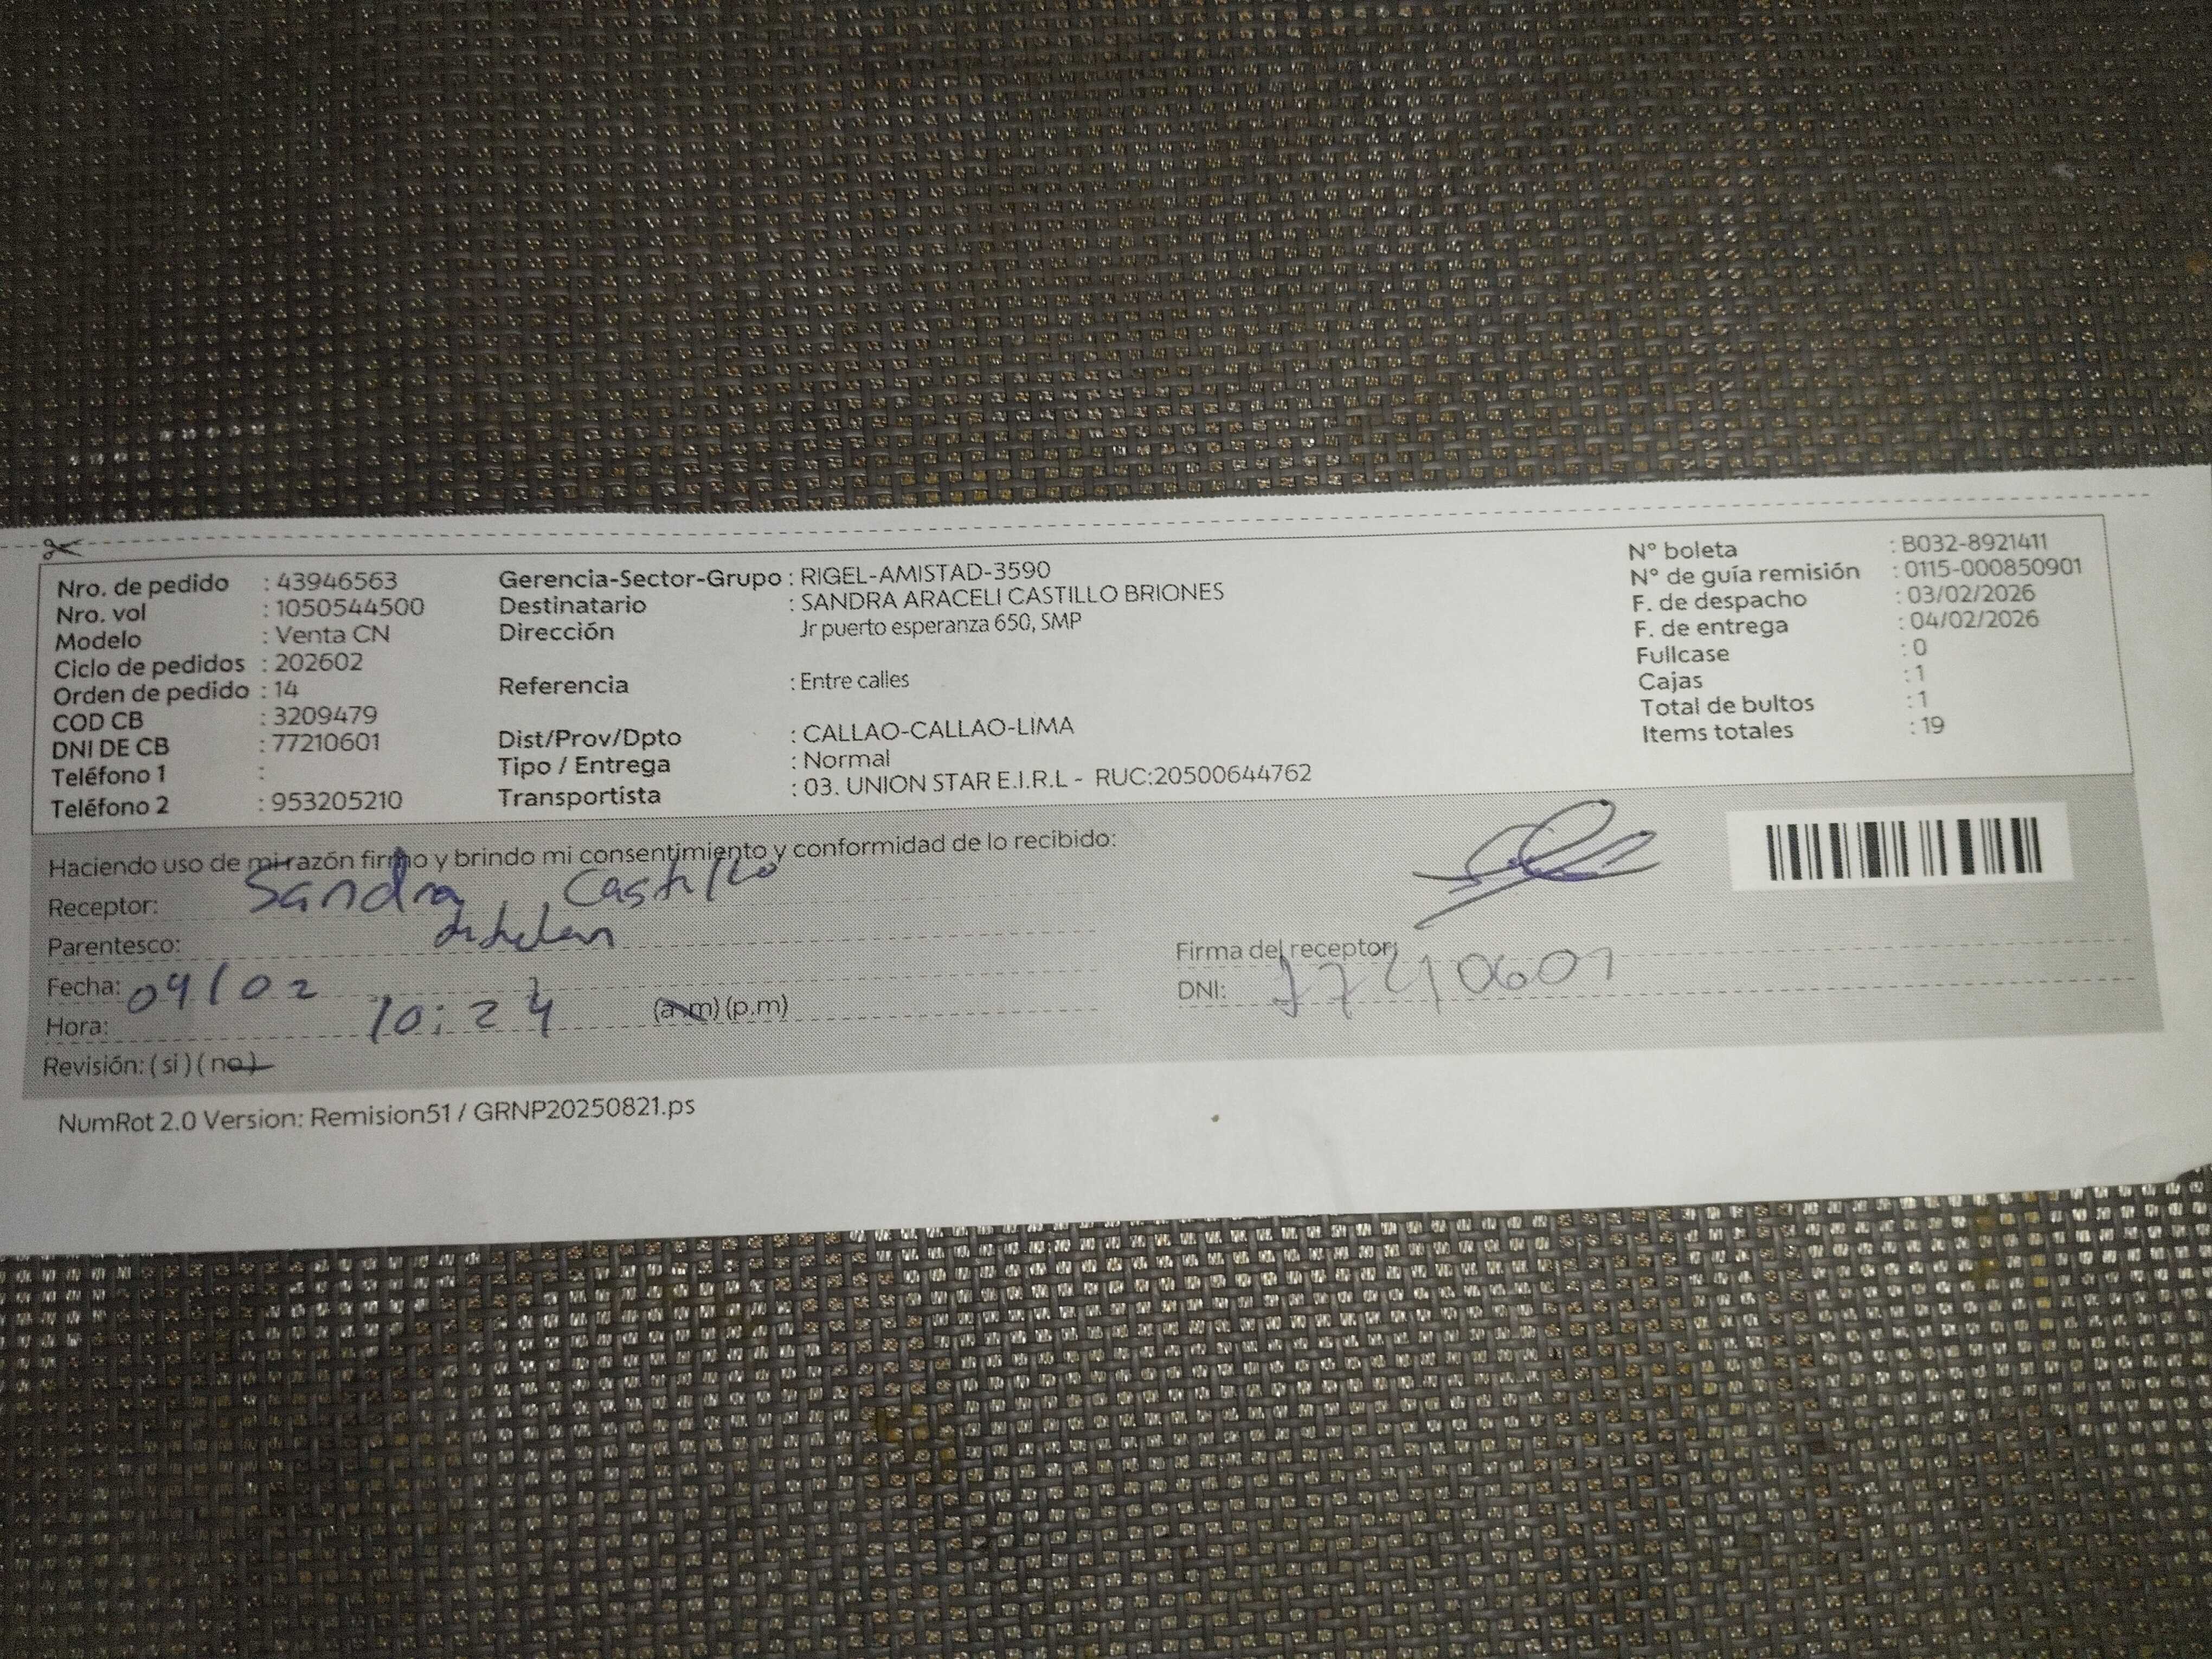 Nro. de pedido : 43946563
Nro. vol : 1050544500
Modelo : Venta CN
Ciclo de pedidos : 202602
Orden de pedido : 14
COD CB : 3209479
DNI DE CB : 77210601
Teléfono 1 :
Teléfono 2 : 953205210
Gerencia-Sector-Grupo : RIGEL-AMISTAD-3590
Destinatario : SANDRA ARACELI CASTILLO BRIONES
Dirección Jr puerto esperanza 650, SMP
Referencia : Entre calles
Dist/Prov/Dpto : CALLAO-CALLAO-LIMA
Tipo / Entrega : Normal
Transportista : 03. UNION STAR E.I.R.L - RUC:20500644762
N° boleta : B032-8921411
N° de guía remisión : 0115-000850901
F. de despacho : 03/02/2026
F. de entrega : 04/02/2026
Fullcase : 0
Cajas : 1
Total de bultos : 1
Items totales : 19
Haciendo uso de mi razón firmo y brindo mi consentimiento y conformidad de lo recibido:
Receptor: Sandra Castillo
Parentesco:
Fecha: 04/02
Hora: 10:24 (a.m) (p.m)
Revisión: ( si ) ( no )
Firma del receptor:
DNI: 77210601
NumRot 2.0 Version: Remision51 / GRNP20250821.ps